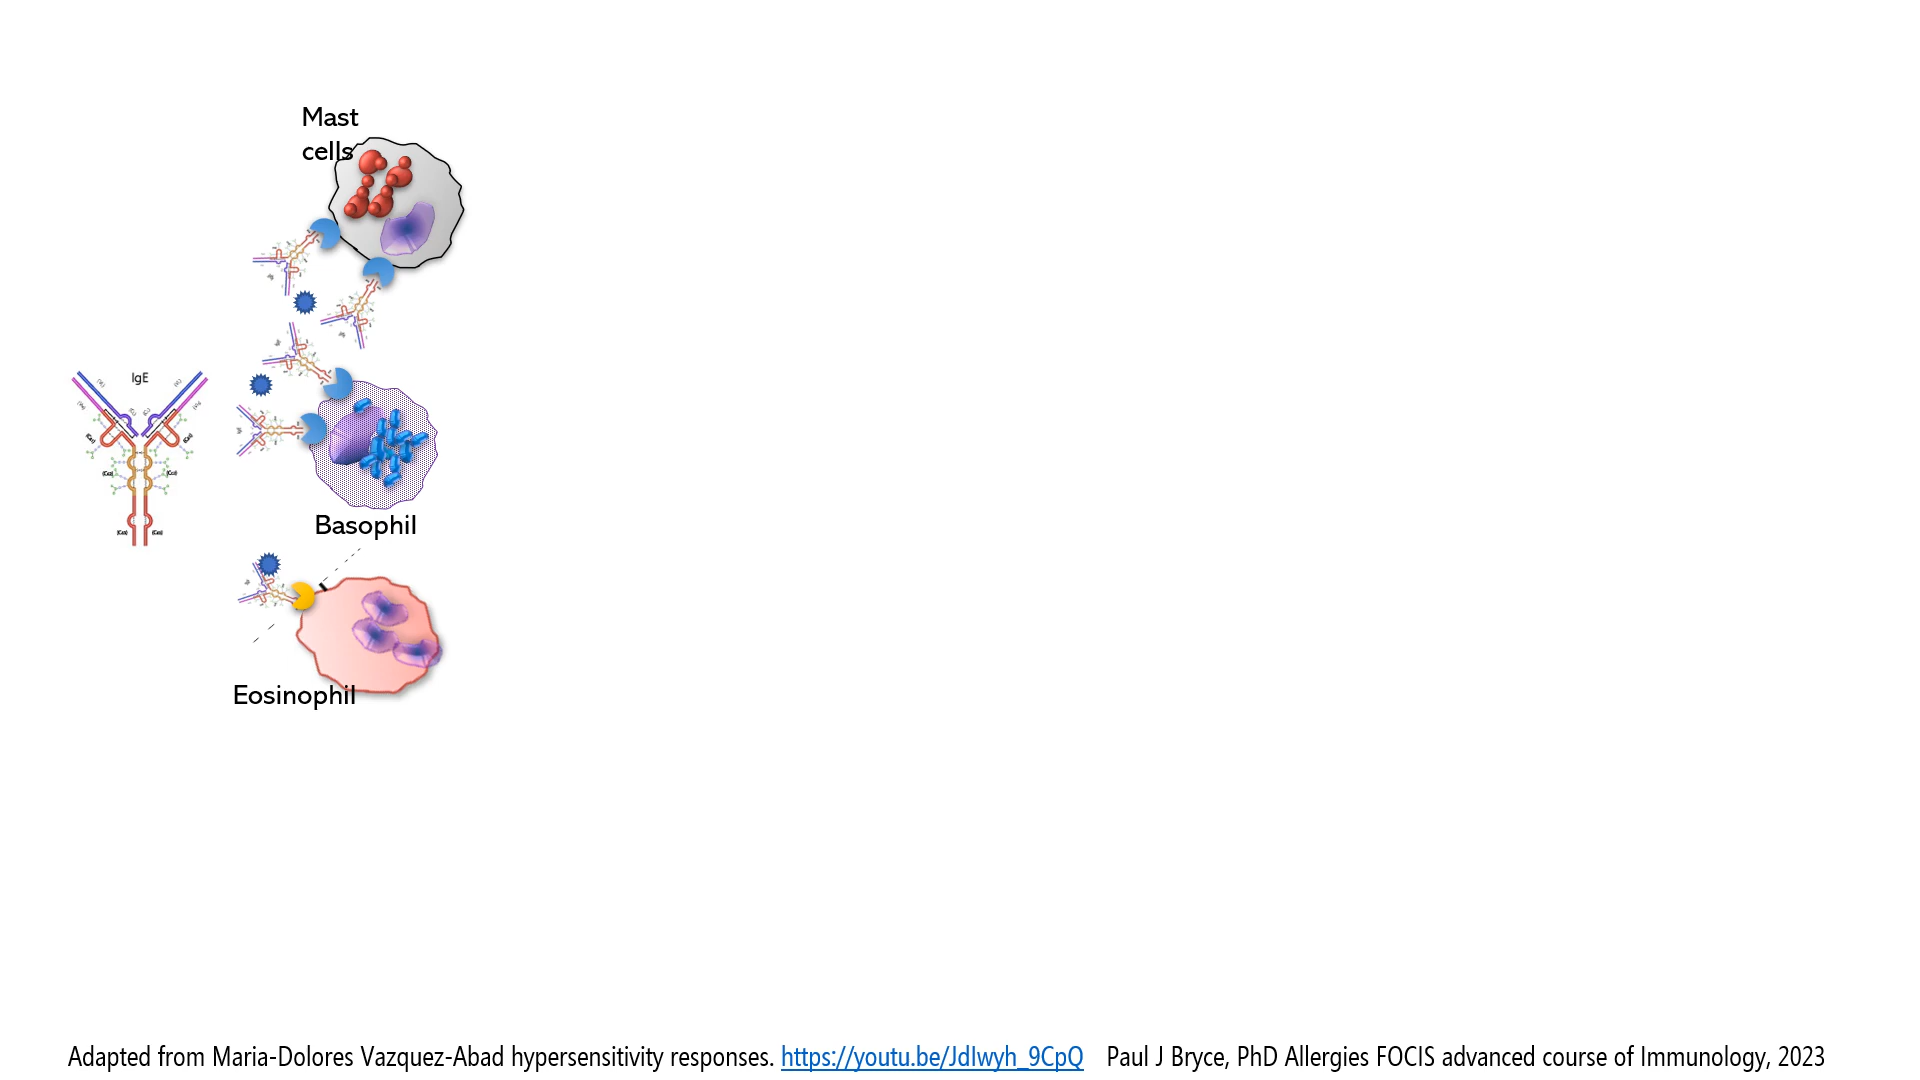 Mast
cells
IgE
Basophil
Eosinophil
Adapted from Maria-Dolores Vazquez-Abad hypersensitivity responses. https://youtu.be/JdIwyh_9CpQ Paul J Bryce, PhD Allergies FOCIS advanced course of Immunology, 2023